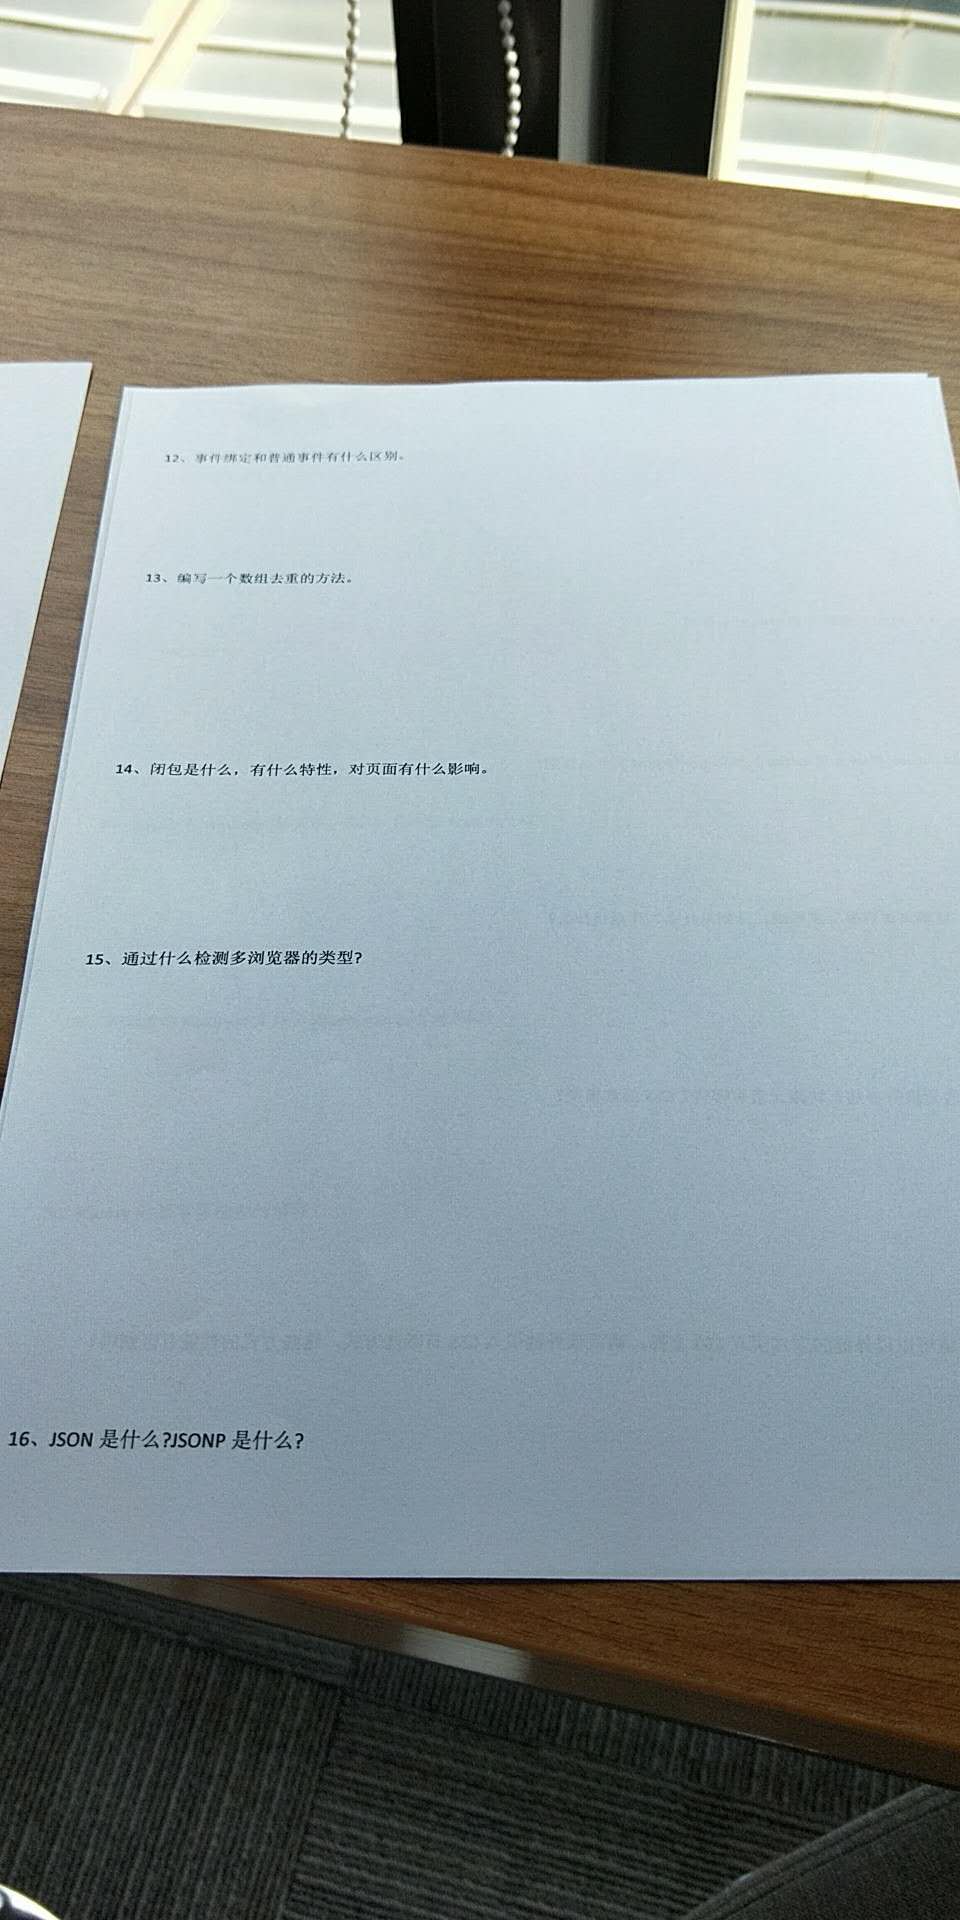 12、事件绑定和普通事件有什么区别。
13、编写一个数组去重的方法。
14、闭包是什么，有什么特性，对页面有什么影响。
15、通过什么检测多浏览器的类型?
16、JSON 是什么?JSONP 是什么?